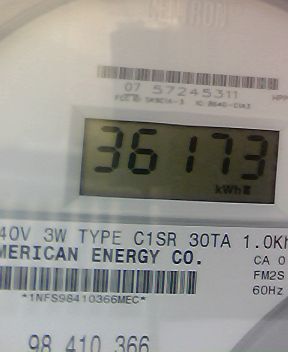 07 57245311
36173
kWh
40V 3W TYPE C1SR 30TA 1.0Kh
MERICAN ENERGY CO.
CA 0
FM2S
60Hz
*1NFS98410366MEC*
98 410 366